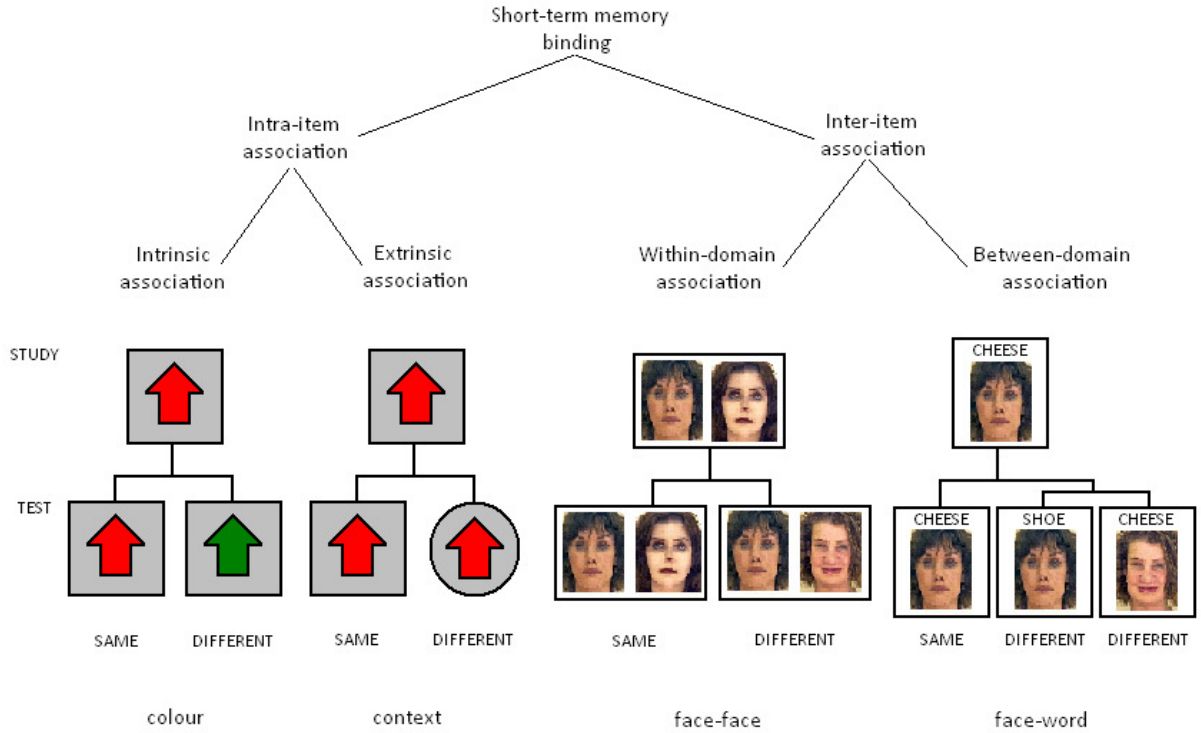 Short-term memory
binding
Intra-item
association
Inter-item
association
Intrinsic
association
Extrinsic
association
Within-domain
association
Between-domain
association
STUDY
CHEESE
TEST
CHEESE
SHOE
CHEESE
SAME
DIFFERENT
SAME
DIFFERENT
SAME
DIFFERENT
SAME
DIFFERENT
DIFFERENT
colour
context
face-face
face-word